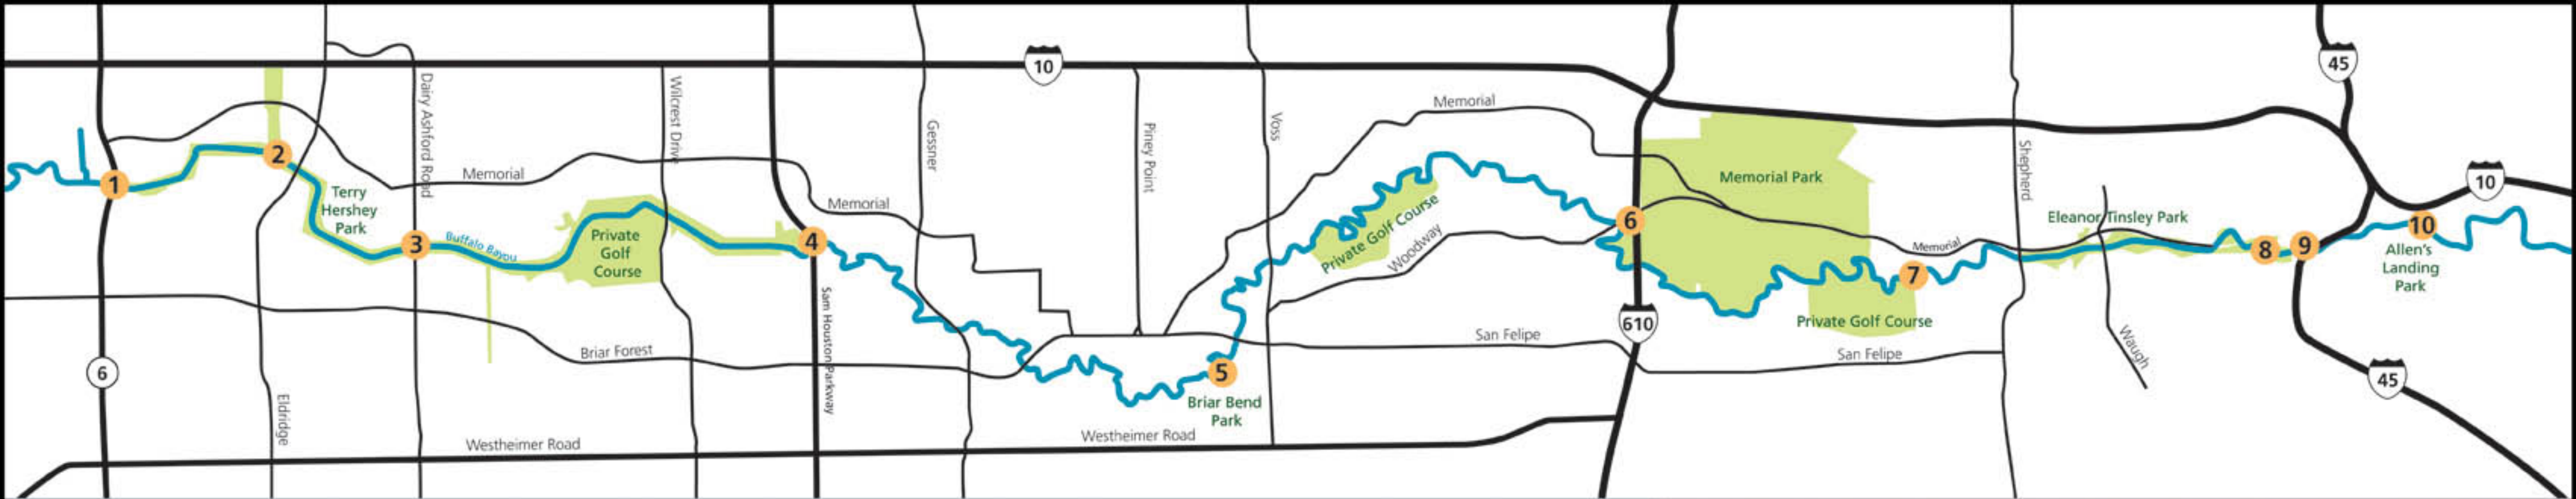 45
10
Dairy Ashford Road
Wilcrest Drive
Memorial
Gessner
Piney Point
Voss
Shepherd
2
1
Memorial
Terry
Hershey
Park
Memorial
Memorial Park
10
Private Golf Course
Woodway
6
Eleanor Tinsley Park
3
Buffalo Bayou
Private
Golf
Course
4
Memorial
7
8
9
10
Allen's
Landing
Park
Sam Houston Parkway
610
Private Golf Course
Briar Forest
San Felipe
San Felipe
Waugh
6
5
45
Briar Bend
Park
Eldridge
Westheimer Road
Westheimer Road